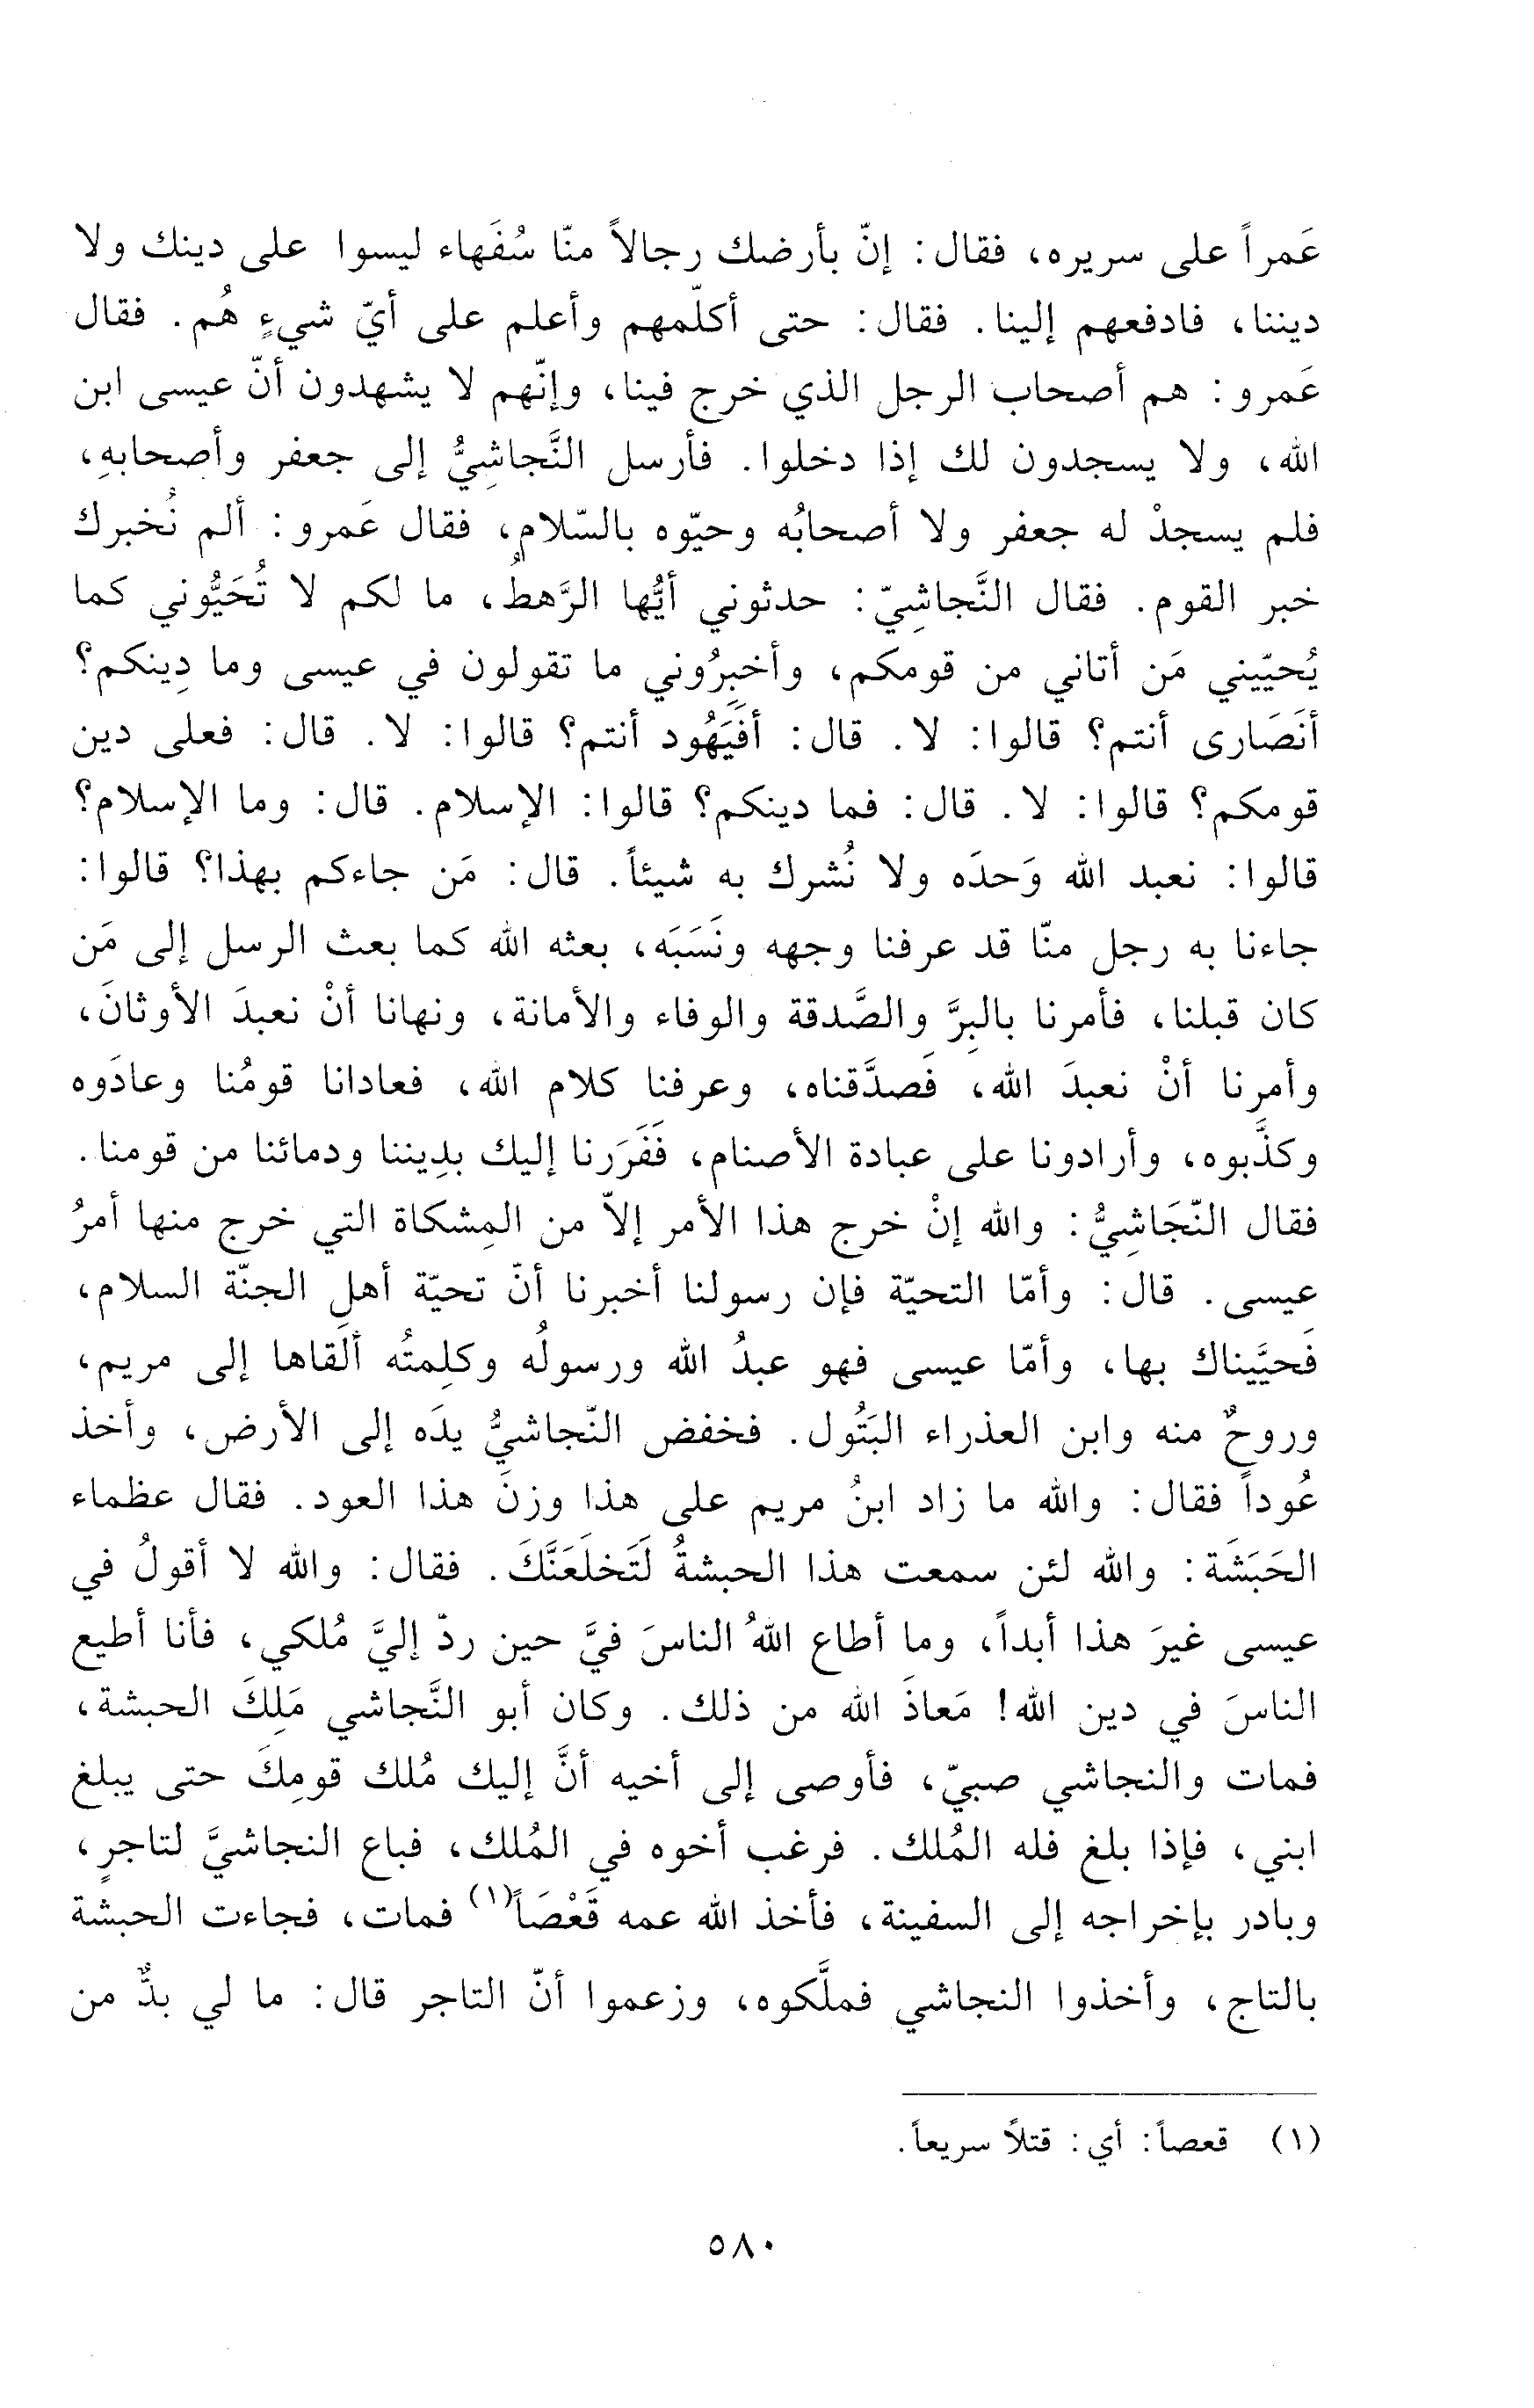 عَمراً على سريره، فقال: إنّ بأرضك رجالاً منّا سُفَهاء ليسوا على دينك ولا
ديننا، فادفعهم إلينا. فقال: حتى أكلّمهم وأعلم على أيّ شيءٍ هُم. فقال
عَمرو: هم أصحاب الرجل الذي خرج فينا، وإنّهم لا يشهدون أنّ عيسى ابن
الله، ولا يسجدون لك إذا دخلوا. فأرسل النَّجاشِيُّ إلى جعفر وأصحابهِ،
فلم يسجدْ له جعفر ولا أصحابُه وحيّوه بالسّلامِ، فقال عَمرو: ألم نُخبرك
خبر القوم. فقال النَّجاشِيّ: حدثوني أيُّها الرَّهطُ، ما لكم لا تُحَيُّوني كما
يُحيّيني مَن أتاني من قومكم، وأخبِرُوني ما تقولون في عيسى وما دِينكم؟
أنَصَارى أنتم؟ قالوا: لا. قال: أفَيَهُود أنتم؟ قالوا: لا. قال: فعلى دين
قومكم؟ قالوا: لا. قال: فما دينكم؟ قالوا: الإسلام. قال: وما الإسلام؟
قالوا: نعبد الله وَحدَه ولا نُشرك به شيئاً. قال: مَن جاءكم بهذا؟ قالوا:
جاءنا به رجل منّا قد عرفنا وجهه ونَسَبَه، بعثه الله كما بعث الرسل إلى مَن
كان قبلنا، فأمرنا بالبِرَّ والصَّدقة والوفاء والأمانة، ونهانا أنْ نعبدَ الأوثانَ،
وأمرنا أنْ نعبدَ الله، فَصدَّقناه، وعرفنا كلام الله، فعادانا قومُنا وعادَوه
وكذَّبوه، وأرادونا على عبادة الأصنام، فَفَرَرنا إليك بدِيننا ودمائنا من قومنا.
فقال النّجَاشِيُّ: والله إنْ خرج هذا الأمر إلاّ من المِشكاة التي خرج منها أمرُ
عيسى. قال: وأمّا التحيّة فإن رسولنا أخبرنا أنّ تحيّة أهلِ الجنّة السلام،
فَحيَّيناك بها، وأمّا عيسى فهو عبدُ الله ورسولُه وكلِمتُه ألقاها إلى مريم،
وروحٌ منه وابن العذراء البَتُول. فخفض النّجاشيُّ يدَه إلى الأرض، وأخذ
عُوداً فقال: والله ما زاد ابنُ مريم على هذا وزنَ هذا العود. فقال عظماء
الحَبَشَة: والله لئن سمعت هذا الحبشةُ لَتَخلَعَنَّكَ. فقال: والله لا أقولُ في
عيسى غيرَ هذا أبداً، وما أطاع اللهُ الناسَ فيَّ حين ردّ إليَّ مُلكي، فأنا أطيع
الناسَ في دين الله! مَعاذَ الله من ذلك. وكان أبو النَّجاشي مَلِكَ الحبشة،
فمات والنجاشي صبيّ، فأوصى إلى أخيه أنَّ إليك مُلك قومِكَ حتى يبلغ
ابني، فإذا بلغ فله المُلك. فرغب أخوه في المُلك، فباع النجاشيَّ لتاجرٍ،
وبادر بإخراجه إلى السفينة، فأخذ الله عمه قَعْصَاً(١) فمات، فجاءت الحبشة
بالتاج، وأخذوا النجاشي فملَّكوه، وزعموا أنّ التاجر قال: ما لي بدٌّ من
(١) قعصاً: أي: قتلاً سريعاً.
٥٨٠